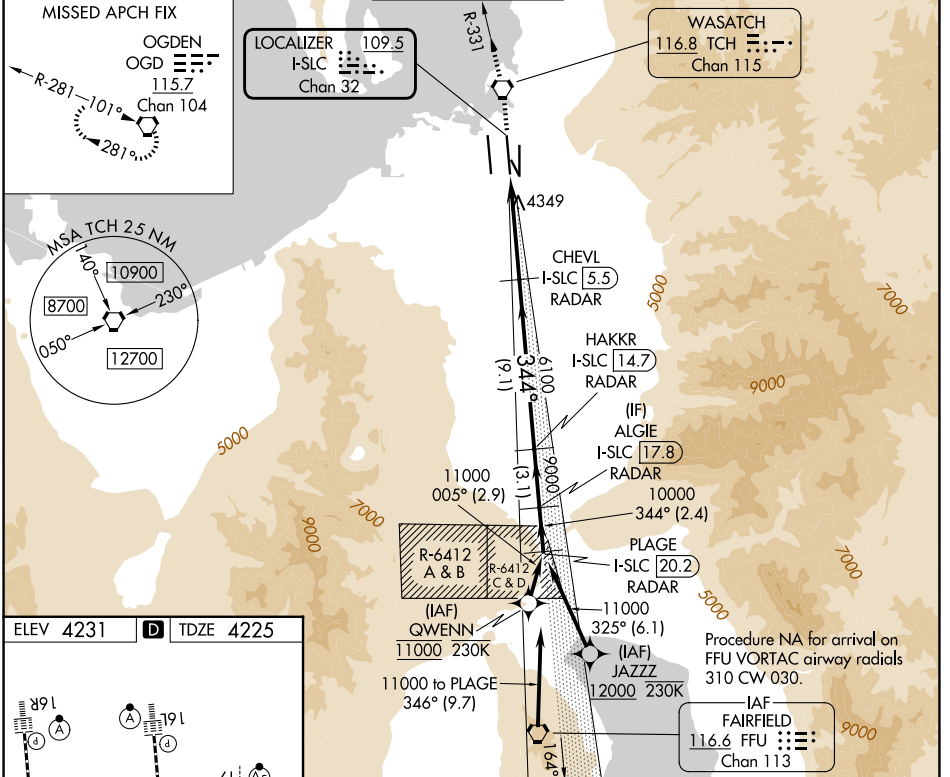 MISSED APCH FIX
OGDEN
OGD
115.7
Chan 104
R-281
101°
281°
LOCALIZER 109.5
I-SLC
Chan 32
R-331
WASATCH
116.8 TCH
Chan 115
MSA TCH 25 NM
140°
10900
230°
8700
050°
12700
4349
CHEVL
I-SLC 5.5
RADAR
5000
7000
HAKKR
I-SLC 14.7
RADAR
6100
344°
(9.1)
9000
(IF)
ALGIE
I-SLC 17.8
RADAR
5000
9000
(3.1)
11000
005° (2.9)
10000
344° (2.4)
7000
9000
R-6412
A & B
R-6412
C & D
PLAGE
I-SLC 20.2
RADAR
7000
5000
(IAF)
QWENN
11000 230K
11000
325° (6.1)
(IAF)
JAZZZ
12000 230K
Procedure NA for arrival on
FFU VORTAC airway radials
310 CW 030.
11000 to PLAGE
346° (9.7)
IAF
FAIRFIELD
116.6 FFU
Chan 113
9000
164°
ELEV 4231
D
TDZE 4225
16R
A
P
A
16L
P
17